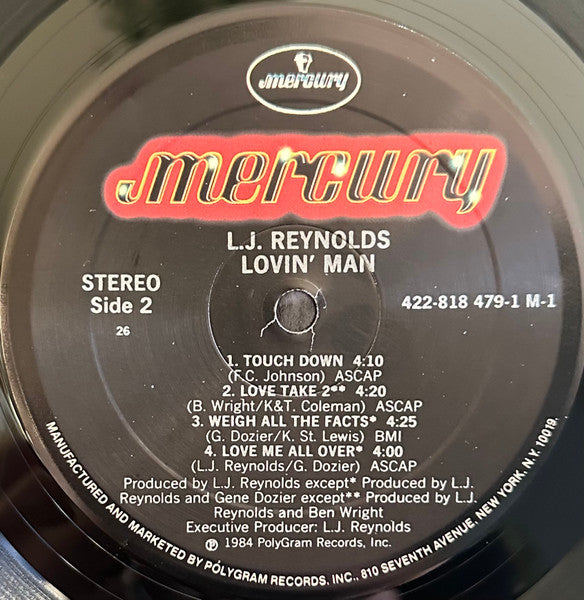 mercury
mercury
L.J. REYNOLDS
LOVIN' MAN
STEREO
Side 2
26
422-818 479-1 M-1
1. TOUCH DOWN 4:10
(F.C. Johnson) ASCAP
2. LOVE TAKE 2** 4:20
(B. Wright/K&T. Coleman) ASCAP
3. WEIGH ALL THE FACTS* 4:25
(G. Dozier/K. St. Lewis) BMI
4. LOVE ME ALL OVER* 4:00
(L.J. Reynolds/G. Dozier) ASCAP
Produced by L.J. Reynolds except* Produced by L.J.
Reynolds and Gene Dozier except** Produced by L.J.
Reynolds and Ben Wright
Executive Producer: L.J. Reynolds
℗ 1984 PolyGram Records, Inc.
MANUFACTURED AND MARKETED BY POLYGRAM RECORDS, INC., 810 SEVENTH AVENUE, NEW YORK, N.Y. 10019.